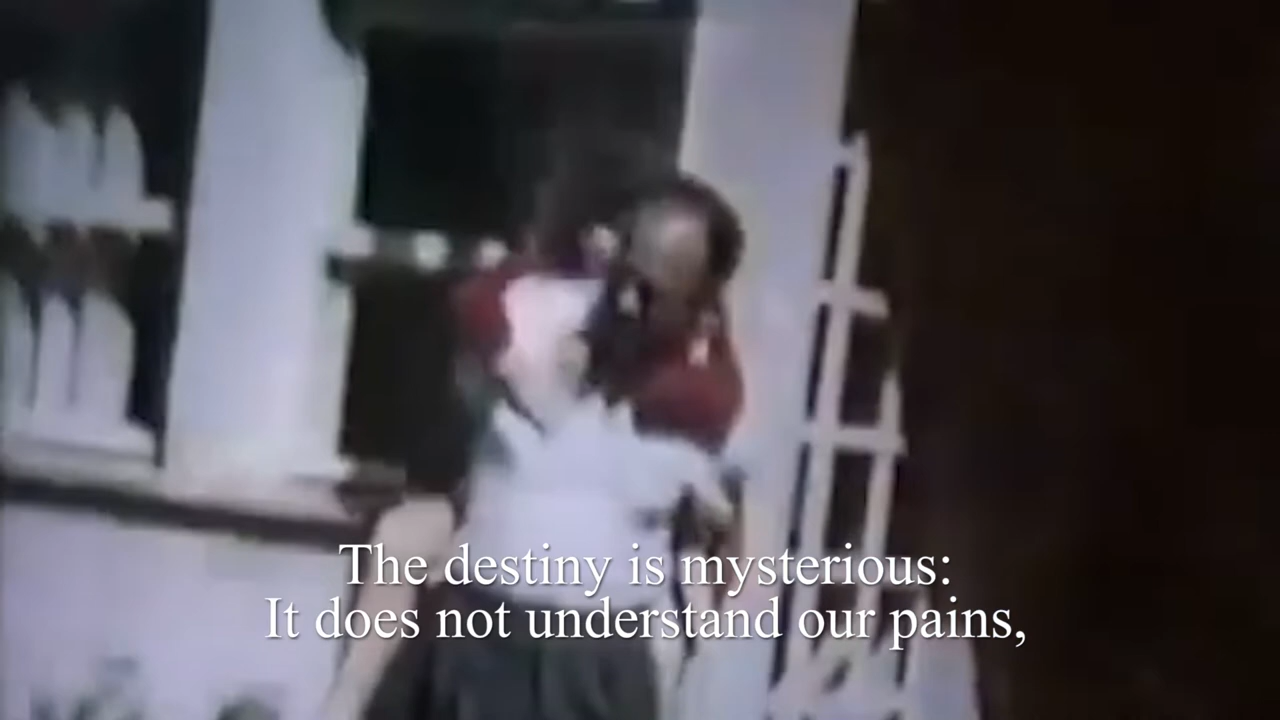 The destiny is mysterious:
It does not understand our pains,